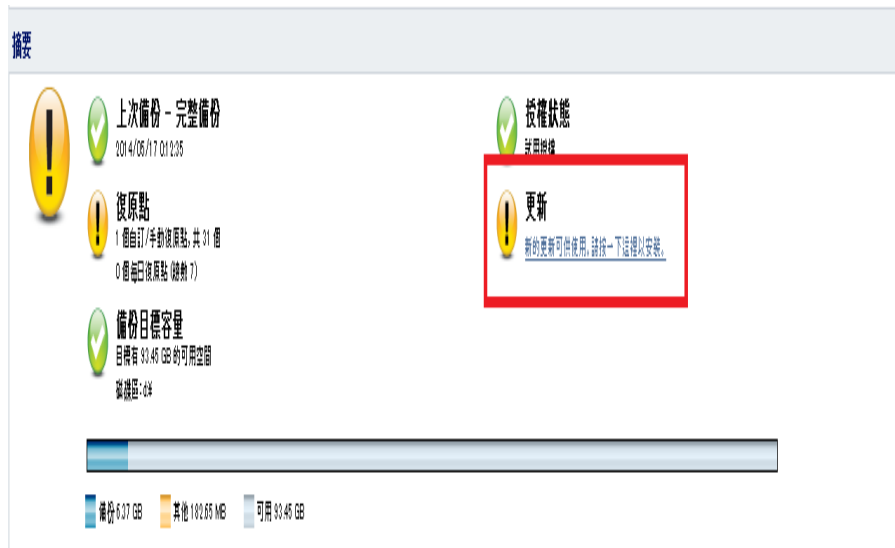 摘要
上次備份 - 完整備份
2014/05/17 0:12:35
復原點
1 個自訂/手動復原點, 共 31 個
0 個每日復原點 (總數 7)
備份目標容量
目標有 93.45 GB 的可用空間
磁碟區: d:¥
授權狀態
試用授權
更新
新的更新可供使用。請按一下這裡以安裝。
備份 5.37 GB
其他 182.65 MB
可用 93.45 GB